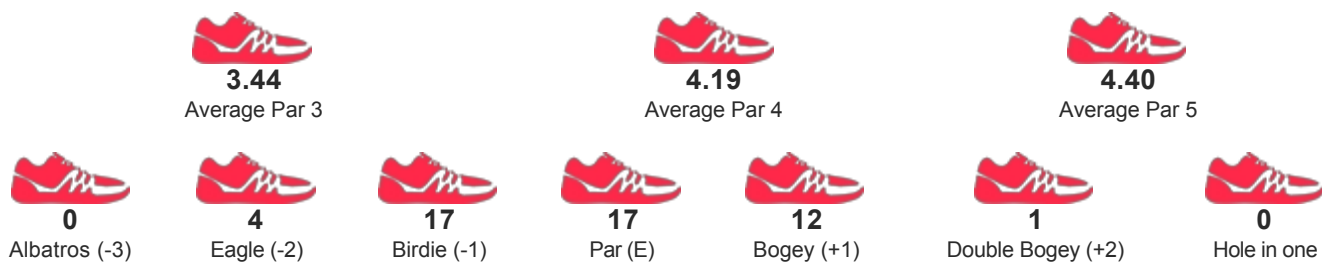 3.44 4.19 4.40
Average Par 3 Average Par 4 Average Par 5
0 4 17 17 12 1 0
Albatros (-3) Eagle (-2) Birdie (-1) Par (E) Bogey (+1) Double Bogey (+2) Hole in one